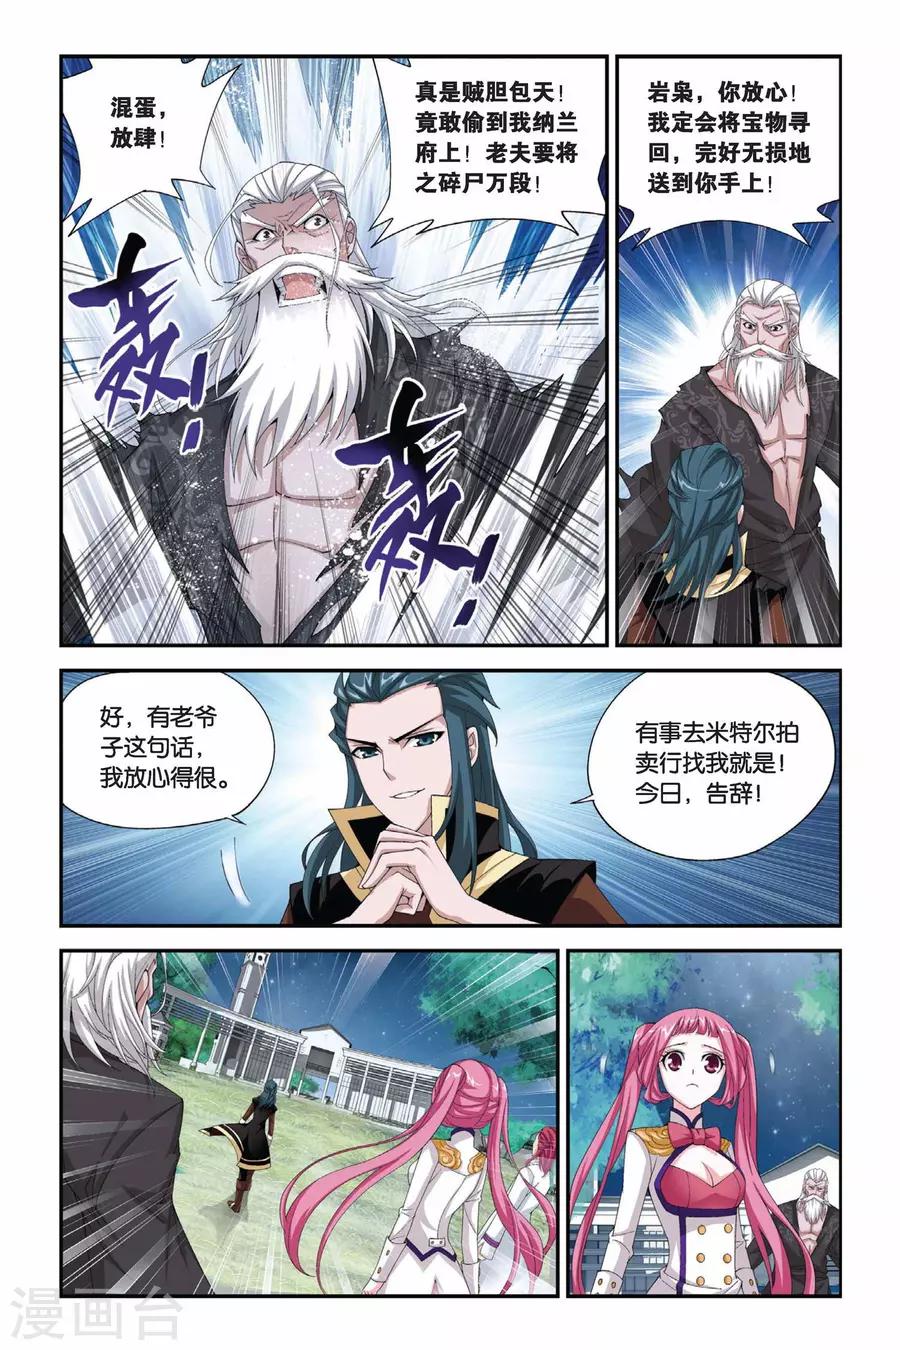 混蛋，
放肆！
真是贼胆包天！
竟敢偷到我纳兰
府上！老夫要将
之碎尸万段！
轰！
轰！
岩枭，你放心！
我定会将宝物寻
回，完好无损地
送到你手上！
好，有老爷
子这句话，
我放心得很。
有事去米特尔拍
卖行找我就是！
今日，告辞！
漫画台